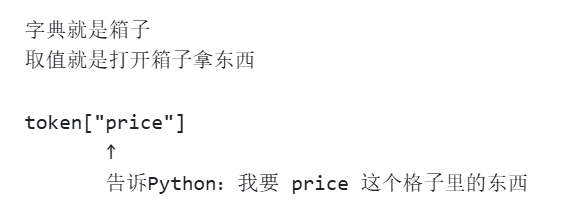 字典就是箱子
取值就是打开箱子拿东西
token["price"]
↑
告诉Python：我要 price 这个格子里的东西